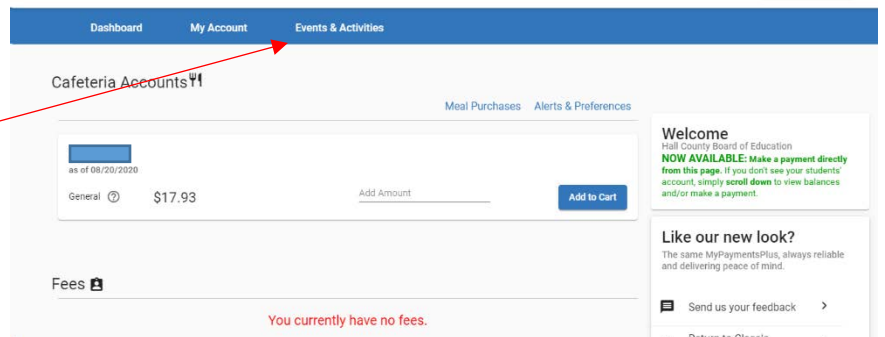 Dashboard My Account Events & Activities
Cafeteria Accounts
Meal Purchases Alerts & Preferences
as of 08/20/2020
General $17.93 Add Amount Add to Cart
Fees
You currently have no fees.
Welcome
Hall County Board of Education
NOW AVAILABLE: Make a payment directly
from this page. If you don't see your students'
account, simply scroll down to view balances
and/or make a payment.
Like our new look?
The same MyPaymentsPlus, always reliable
and delivering peace of mind.
Send us your feedback
Return to Classic